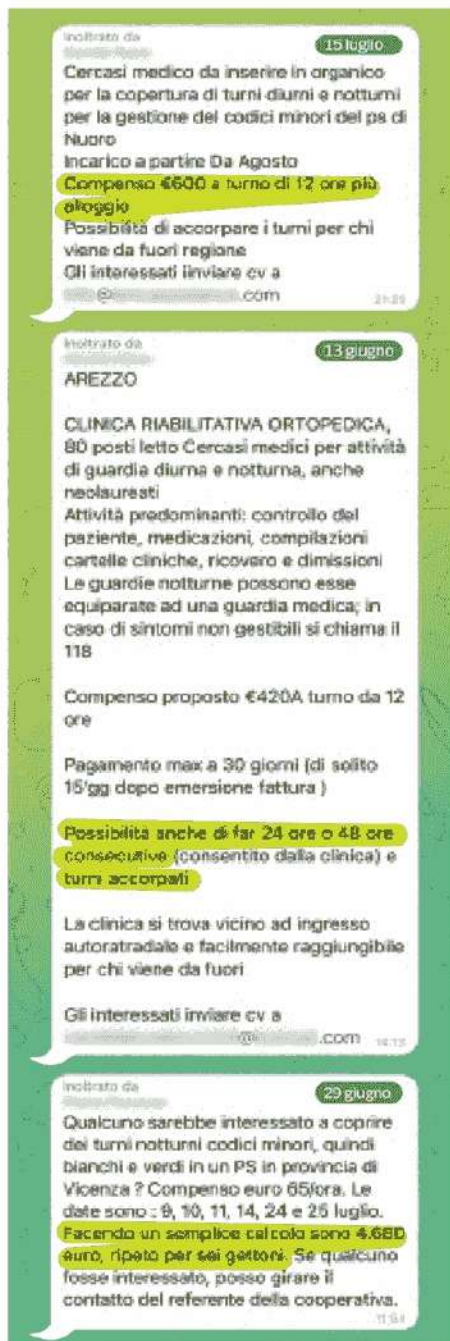 Inoltrato da
15 luglio
Cercasi medico da inserire in organico
per la copertura di turni diurni e notturni
per la gestione dei codici minori del ps di
Nuoro
Incarico a partire Da Agosto
Compenso €600 a turno di 12 ore più
alloggio
Possibilità di accorpare i turni per chi
viene da fuori regione
Gli interessati iinviare cv a
@ .com
21:29
Inoltrato da
13 giugno
AREZZO
CLINICA RIABILITATIVA ORTOPEDICA,
80 posti letto Cercasi medici per attività
di guardia diurna e notturna, anche
neolaureati
Attività predominanti: controllo del
paziente, medicazioni, compilazioni
cartelle cliniche, ricovero e dimissioni
Le guardie notturne possono esse
equiparate ad una guardia medica; in
caso di sintomi non gestibili si chiama il
118
Compenso proposto €420A turno da 12
ore
Pagamento max a 30 giorni (di solito
15'gg dopo emersione fattura )
Possibilità anche di far 24 ore o 48 ore
consecutive (consentito dalla clinica) e
turni accorpati
La clinica si trova vicino ad ingresso
autoratradale e facilmente raggiungibile
per chi viene da fuori
Gli interessati inviare cv a
@ .com
Inoltrato da
29 giugno
Qualcuno sarebbe interessato a coprire
dei turni notturni codici minori, quindi
bianchi e verdi in un PS in provincia di
Vicenza ? Compenso euro 65/ora. Le
date sono : 9, 10, 11, 14, 24 e 25 luglio.
Facendo un semplice calcolo sono 4.680
euro, ripeto per sei gettoni. Se qualcuno
fosse interessato, posso girare il
contatto del referente della cooperativa.